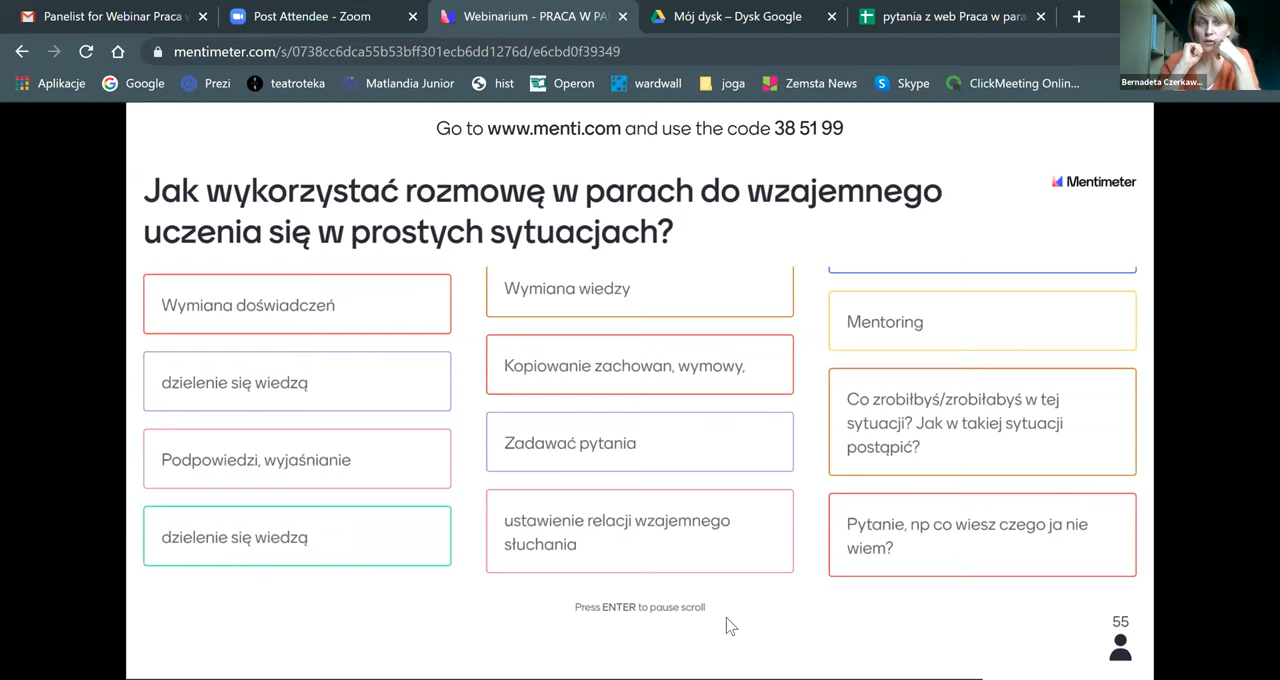 Panelist for Webinar Praca w
Post Attendee - Zoom
Webinarium - PRACA W PA
Mój dysk – Dysk Google
pytania z web Praca w para
mentimeter.com/s/0738cc6dca55b53bff301ecb6dd1276d/e6cbd0f39349
Aplikacje
Google
Prezi
teatroteka
Matlandia Junior
hist
Operon
wardwall
joga
Zemsta News
Skype
ClickMeeting Onlin...
Bernadeta Czerkaw...
Go to www.menti.com and use the code 38 51 99
Jak wykorzystać rozmowę w parach do wzajemnego
uczenia się w prostych sytuacjach?
Mentimeter
Wymiana doświadczeń
dzielenie się wiedzą
Podpowiedzi, wyjaśnianie
dzielenie się wiedzą
Wymiana wiedzy
Kopiowanie zachowan, wymowy,
Zadawać pytania
ustawienie relacji wzajemnego
słuchania
Mentoring
Co zrobiłbyś/zrobiłabyś w tej
sytuacji? Jak w takiej sytuacji
postąpić?
Pytanie, np co wiesz czego ja nie
wiem?
Press ENTER to pause scroll
55